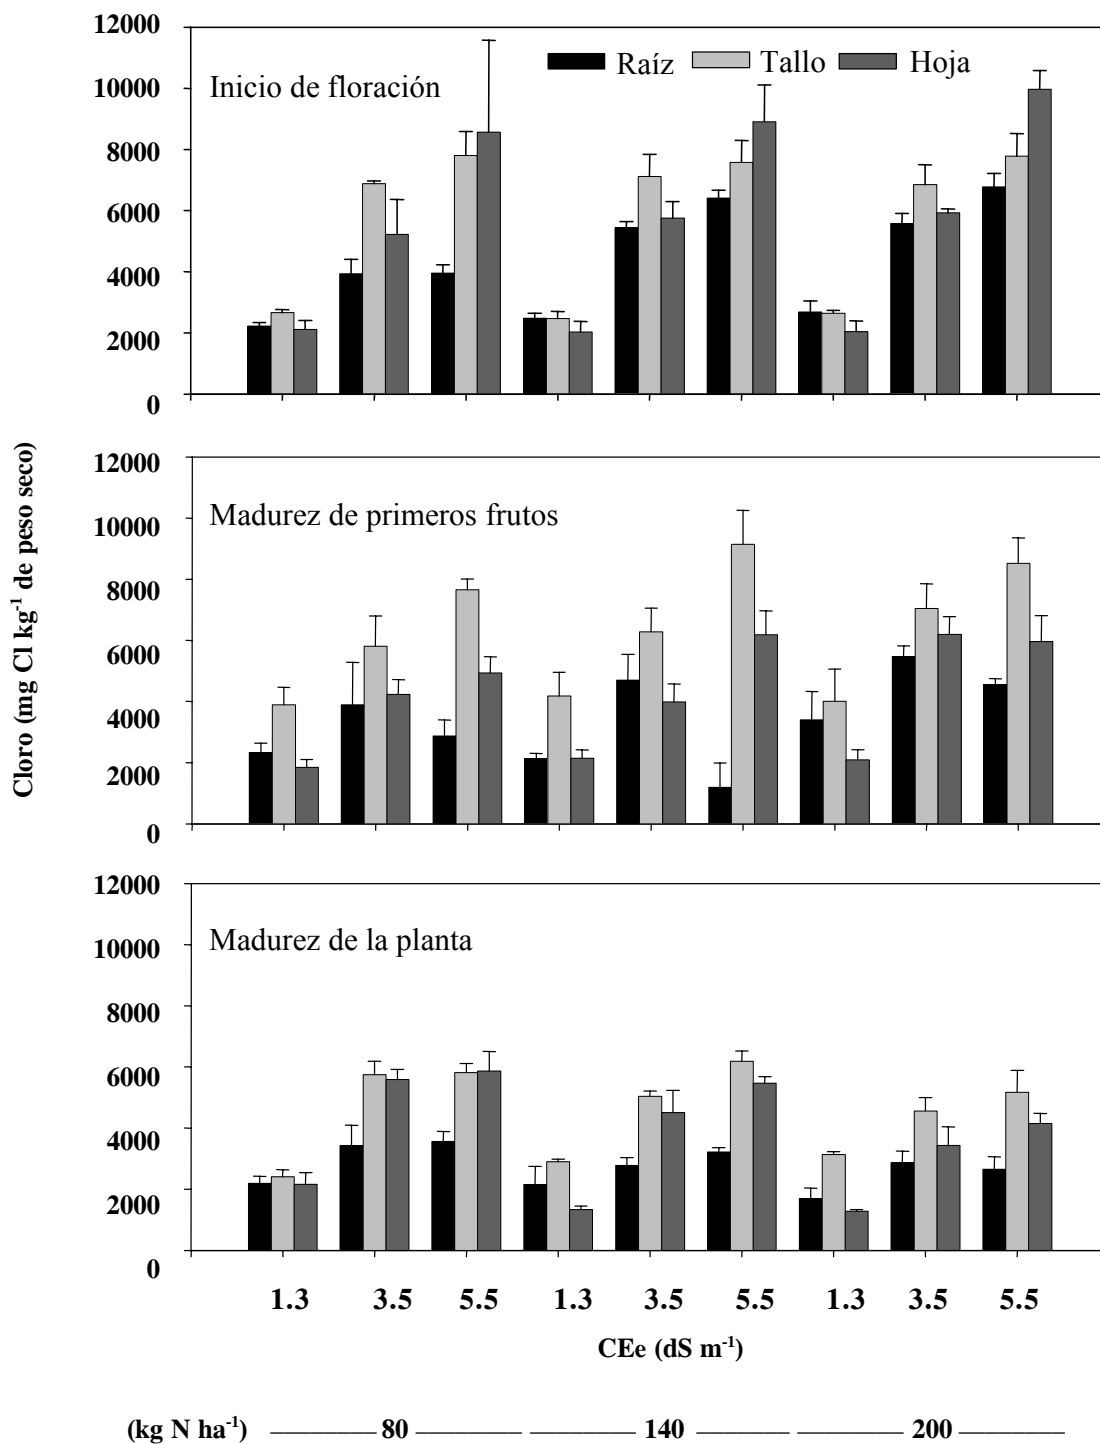 12000
10000
8000
6000
4000
2000
0
Raíz Tallo Hoja
Inicio de floración
Cloro (mg Cl kg-1 de peso seco)
12000
10000
8000
6000
4000
2000
0
Madurez de primeros frutos
12000
10000
8000
6000
4000
2000
0
Madurez de la planta
1.3 3.5 5.5 1.3 3.5 5.5 1.3 3.5 5.5
CEe (dS m-1)
(kg N ha-1) 80 140 200